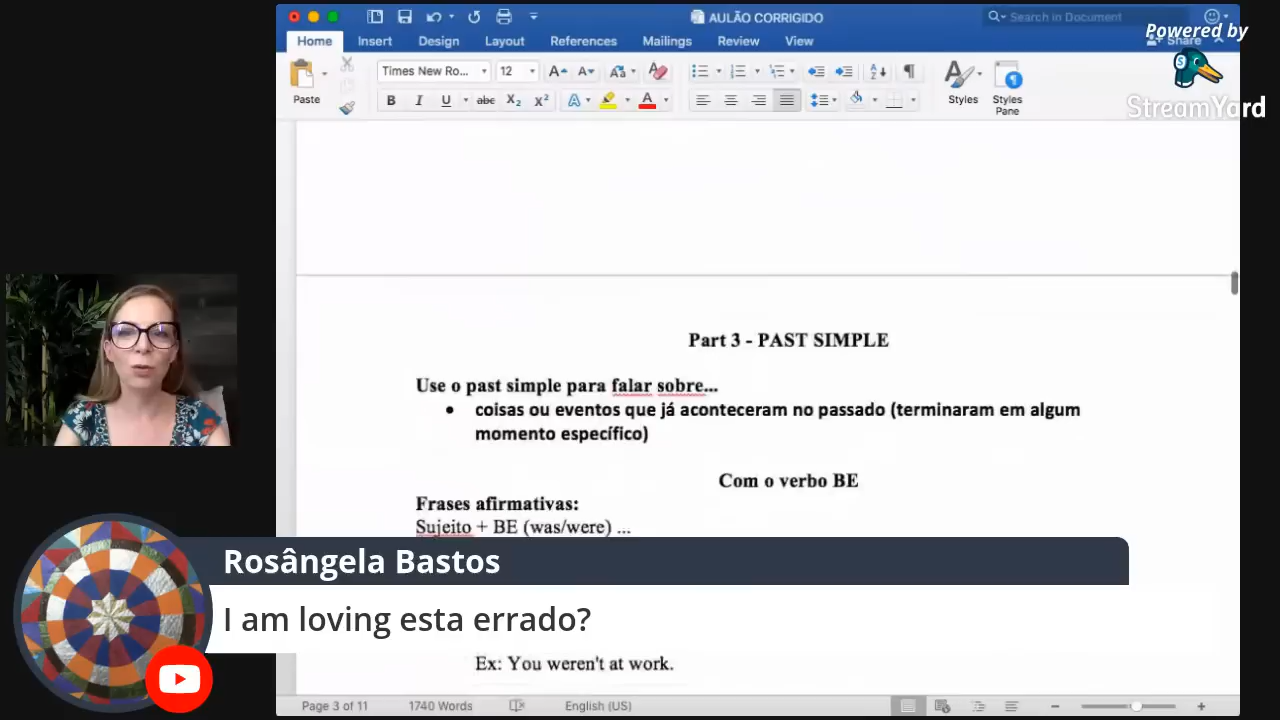 AULÃO CORRIGIDO
Search in Document
Powered by
StreamYard
Home Insert Design Layout References Mailings Review View
Share
Times New Ro... 12
Paste
B I U abc X₂ X²
Styles
Styles Pane
Part 3 - PAST SIMPLE
Use o past simple para falar sobre...
• coisas ou eventos que já aconteceram no passado (terminaram em algum
momento específico)
Com o verbo BE
Frases afirmativas:
Sujeito + BE (was/were) ...
Rosângela Bastos
I am loving esta errado?
Ex: You weren't at work.
Page 3 of 11 1740 Words English (US)